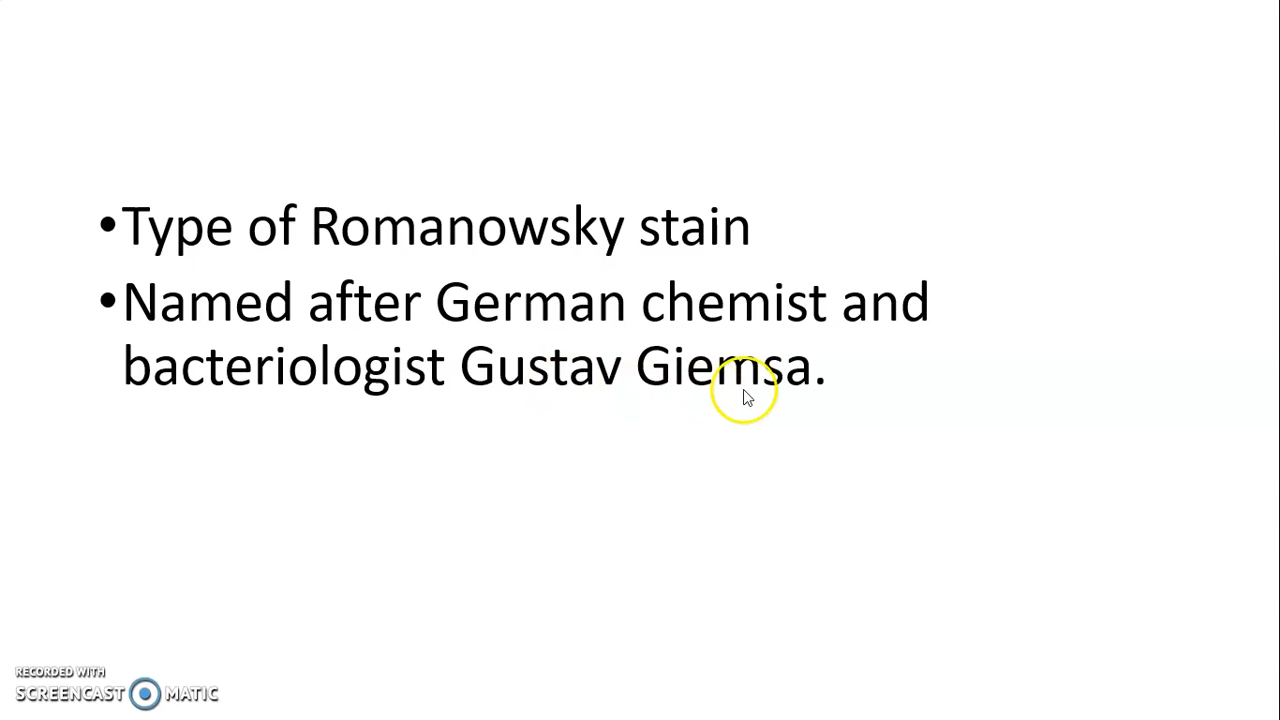 •Type of Romanowsky stain
•Named after German chemist and
bacteriologist Gustav Giemsa.
RECORDED WITH
SCREENCAST MATIC